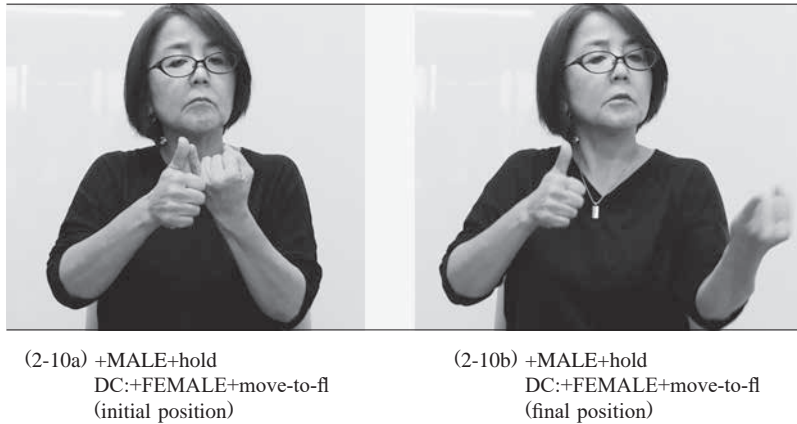 (2-10a) +MALE+hold
DC:+FEMALE+move-to-fl
(initial position)
(2-10b) +MALE+hold
DC:+FEMALE+move-to-fl
(final position)